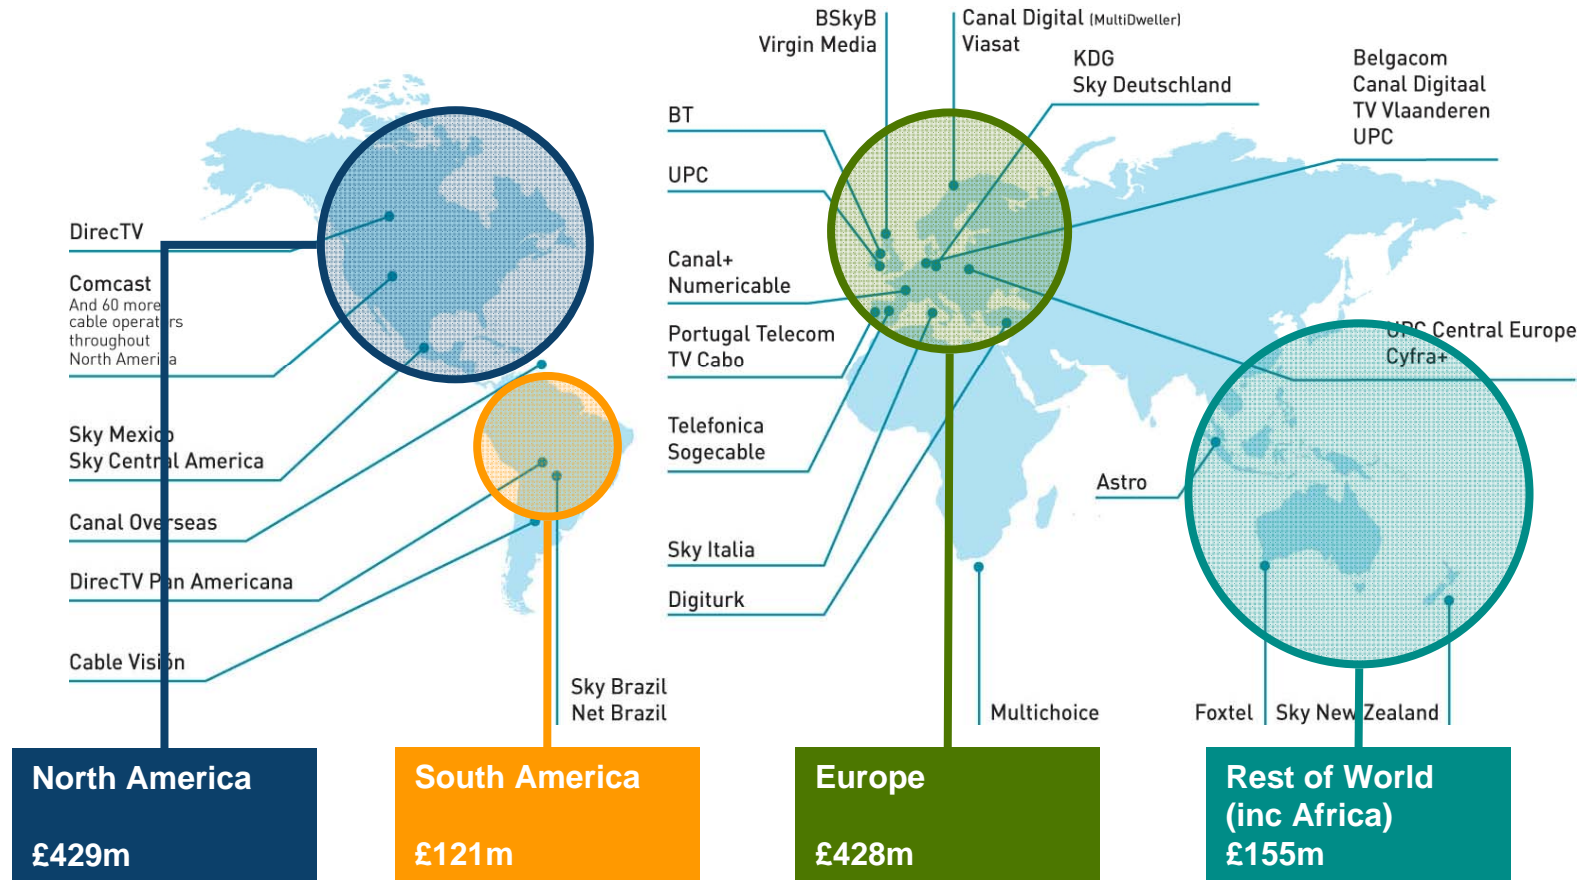 BSkyB
Virgin Media
Canal Digital (MultiDweller)
Viasat
KDG
Sky Deutschland
Belgacom
Canal Digitaal
TV Vlaanderen
UPC
BT
UPC
DirecTV
Comcast
And 60 more
cable operators
throughout
North America
Canal+
Numericable
Portugal Telecom
TV Cabo
UPC Central Europe
Cyfra+
Sky Mexico
Sky Central America
Telefonica
Sogecable
Astro
Canal Overseas
Sky Italia
DirecTV Pan Americana
Digiturk
Cable Visión
Sky Brazil
Net Brazil
Multichoice
Foxtel
Sky New Zealand
North America
£429m
South America
£121m
Europe
£428m
Rest of World
(inc Africa)
£155m